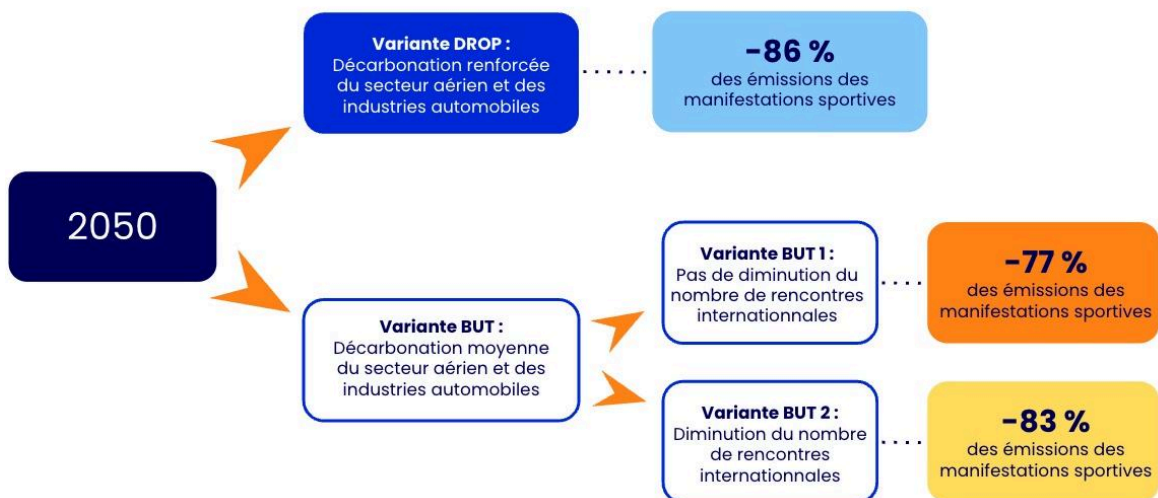 Variante DROP :
Décarbonation renforcée
du secteur aérien et des
industries automobiles
-86 %
des émissions des
manifestations sportives
2050
Variante BUT :
Décarbonation moyenne
du secteur aérien et des
industries automobiles
Variante BUT 1 :
Pas de diminution du
nombre de rencontres
internationnales
-77 %
des émissions des
manifestations sportives
Variante BUT 2 :
Diminution du nombre
de rencontres
internationnales
-83 %
des émissions des
manifestations sportives